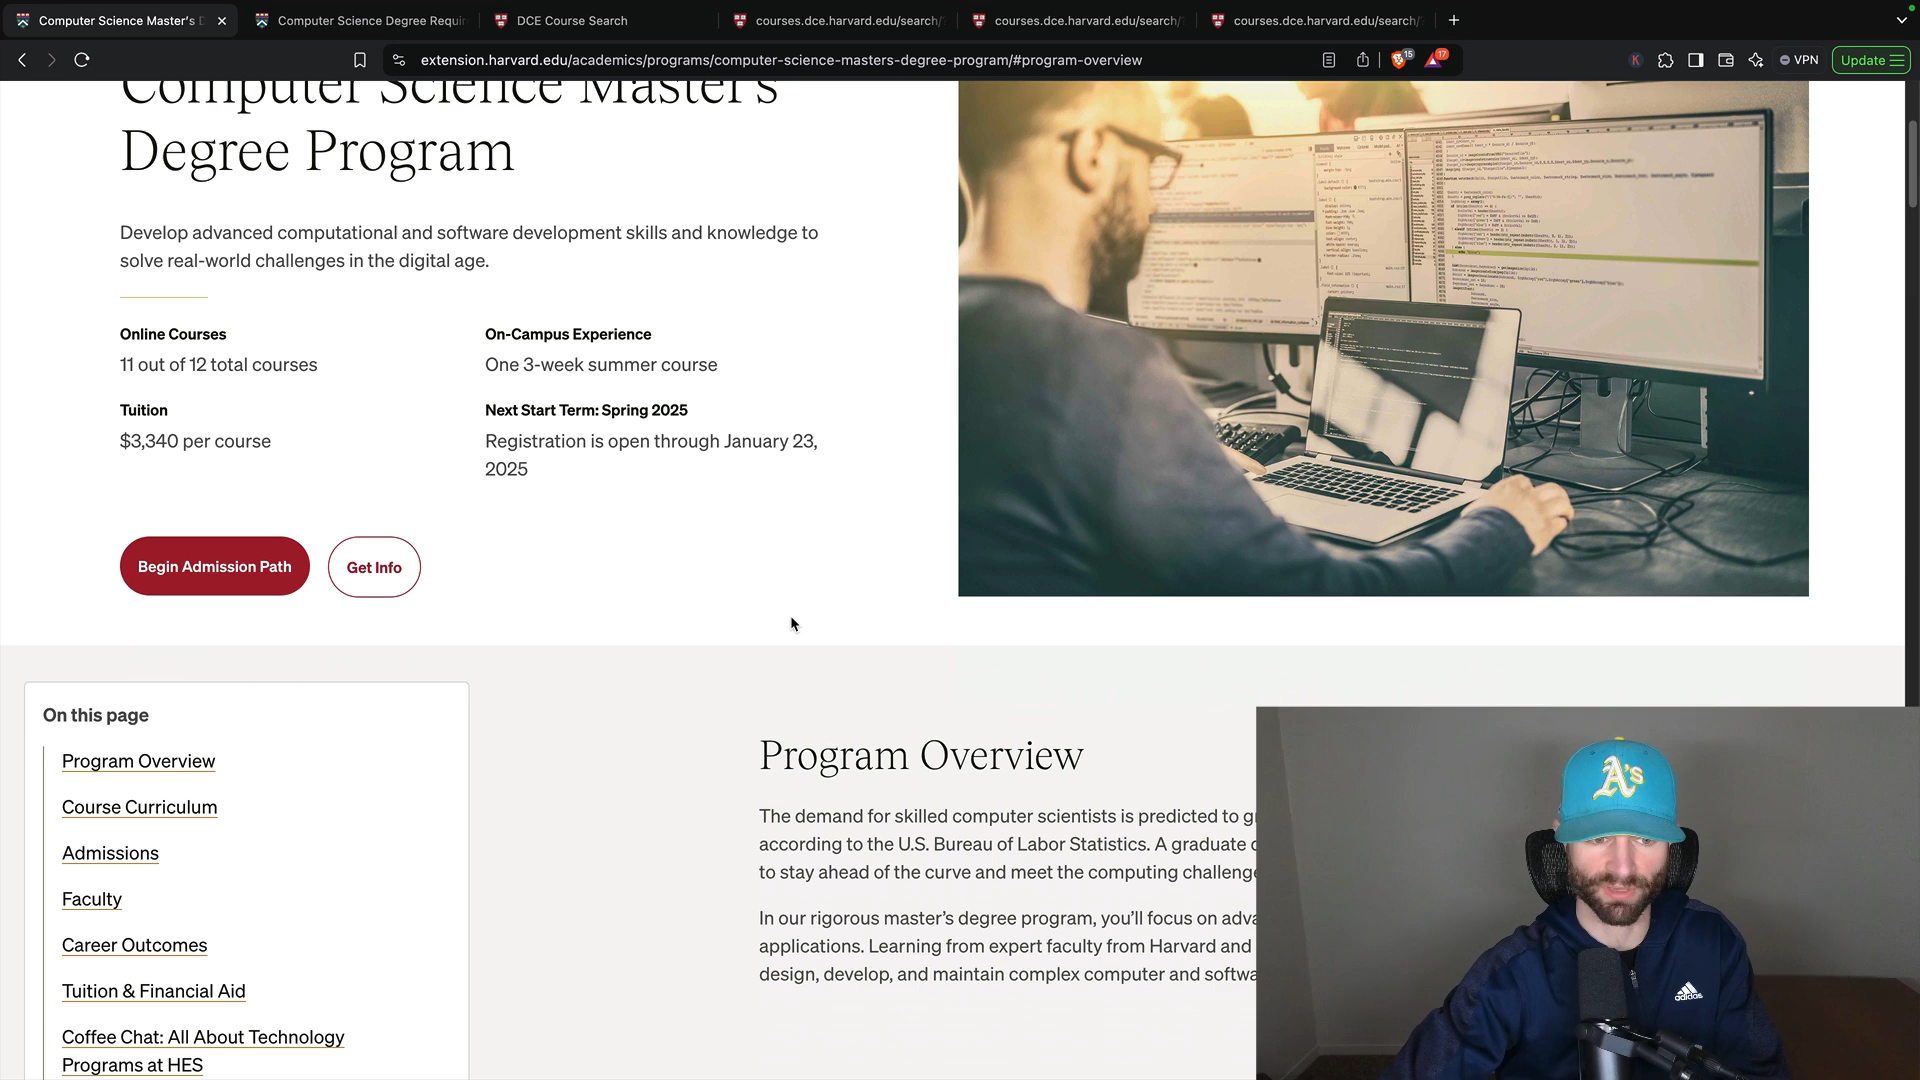 Computer Science Master's D
Computer Science Degree Requir
DCE Course Search
courses.dce.harvard.edu/search/
courses.dce.harvard.edu/search/
courses.dce.harvard.edu/search/
extension.harvard.edu/academics/programs/computer-science-masters-degree-program/#program-overview
15
17
K
VPN
Update
Computer Science Master's
Degree Program
Develop advanced computational and software development skills and knowledge to
solve real-world challenges in the digital age.
Online Courses
11 out of 12 total courses
On-Campus Experience
One 3-week summer course
Tuition
$3,340 per course
Next Start Term: Spring 2025
Registration is open through January 23,
2025
Begin Admission Path
Get Info
On this page
Program Overview
Course Curriculum
Admissions
Faculty
Career Outcomes
Tuition & Financial Aid
Coffee Chat: All About Technology
Programs at HES
Program Overview
The demand for skilled computer scientists is predicted to
according to the U.S. Bureau of Labor Statistics. A graduate
to stay ahead of the curve and meet the computing challenge
In our rigorous master's degree program, you'll focus on adva
applications. Learning from expert faculty from Harvard and
design, develop, and maintain complex computer and softwa
A's
adidas